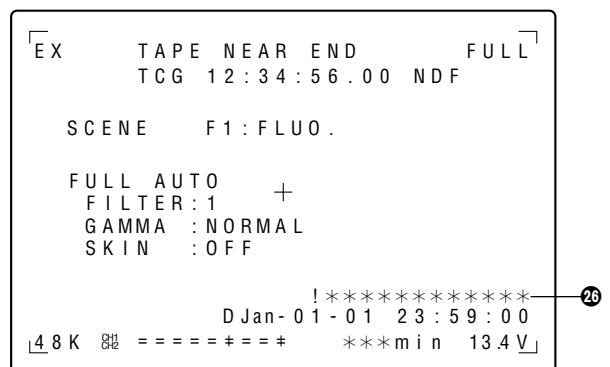 EX TAPE NEAR END FULL
TCG 12:34:56.00 NDF
SCENE F1:FLUO.
FULL AUTO
FILTER:1
GAMMA :NORMAL
SKIN :OFF
!************ 26
DJan-01-01 23:59:00
48K CH1 CH2 =====‡==‡ ***min 13.4 V